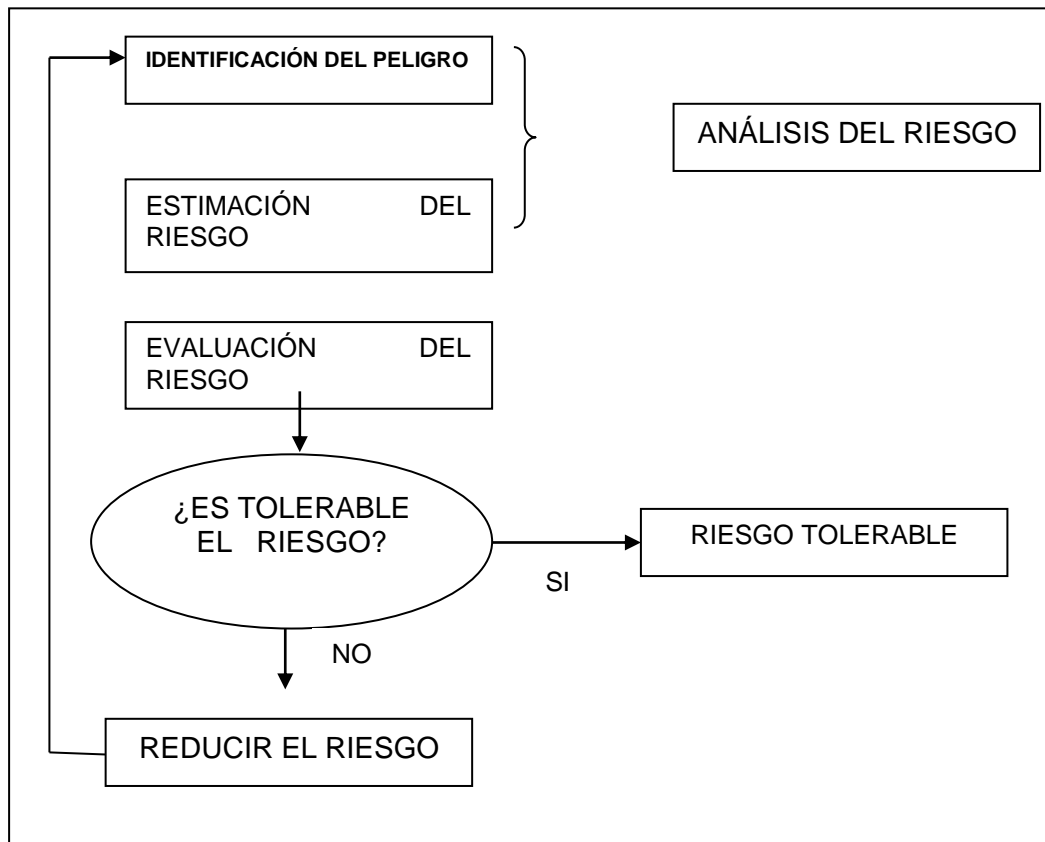 IDENTIFICACIÓN DEL PELIGRO
ANÁLISIS DEL RIESGO
ESTIMACIÓN DEL
RIESGO
EVALUACIÓN DEL
RIESGO
¿ES TOLERABLE
EL RIESGO?
RIESGO TOLERABLE
SI
NO
REDUCIR EL RIESGO